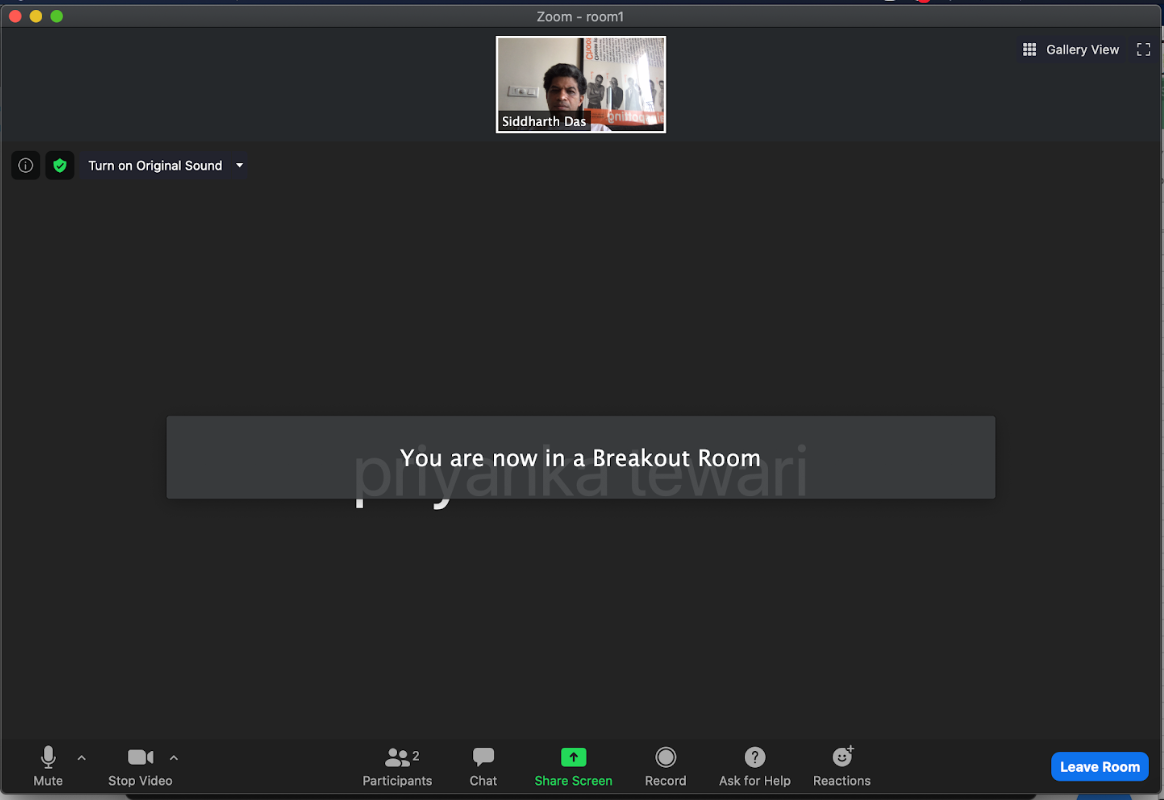 Zoom - room1
Gallery View
Siddharth Das
Turn on Original Sound
You are now in a Breakout Room
priyanka tewari
2
Mute
Stop Video
Participants
Chat
Share Screen
Record
Ask for Help
Reactions
Leave Room